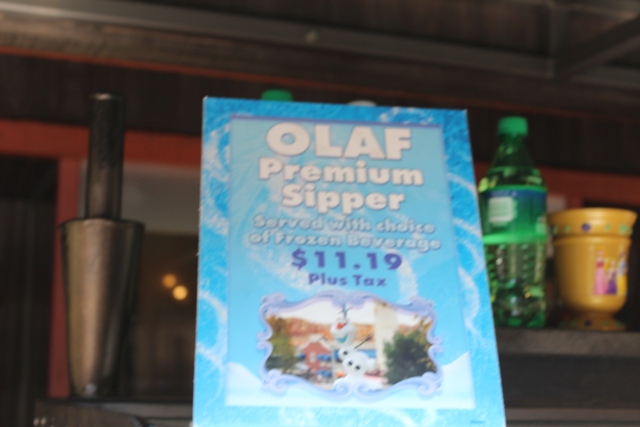 OLAF
Premium
Sipper
Served with choice
of Frozen Beverage
$11.19
Plus Tax